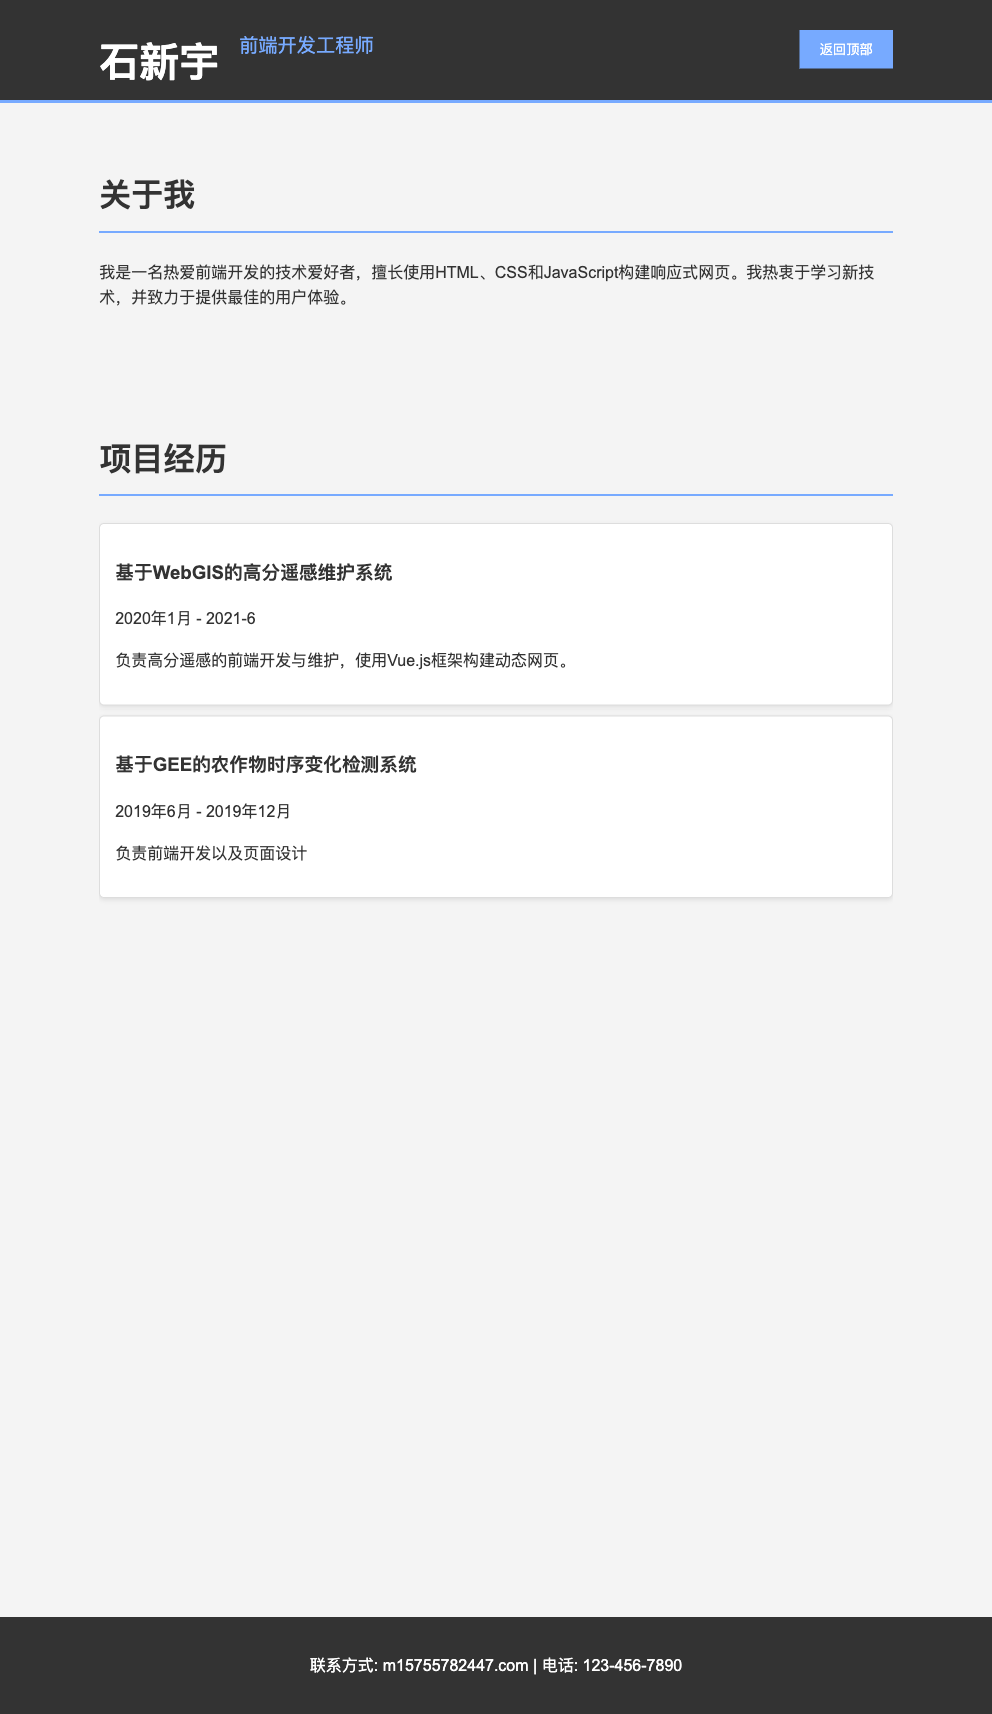 石新宇
前端开发工程师
返回顶部
关于我
我是一名热爱前端开发的技术爱好者，擅长使用HTML、CSS和JavaScript构建响应式网页。我热衷于学习新技
术，并致力于提供最佳的用户体验。
项目经历
基于WebGIS的高分遥感维护系统
2020年1月 - 2021-6
负责高分遥感的前端开发与维护，使用Vue.js框架构建动态网页。
基于GEE的农作物时序变化检测系统
2019年6月 - 2019年12月
负责前端开发以及页面设计
联系方式: m15755782447.com | 电话: 123-456-7890